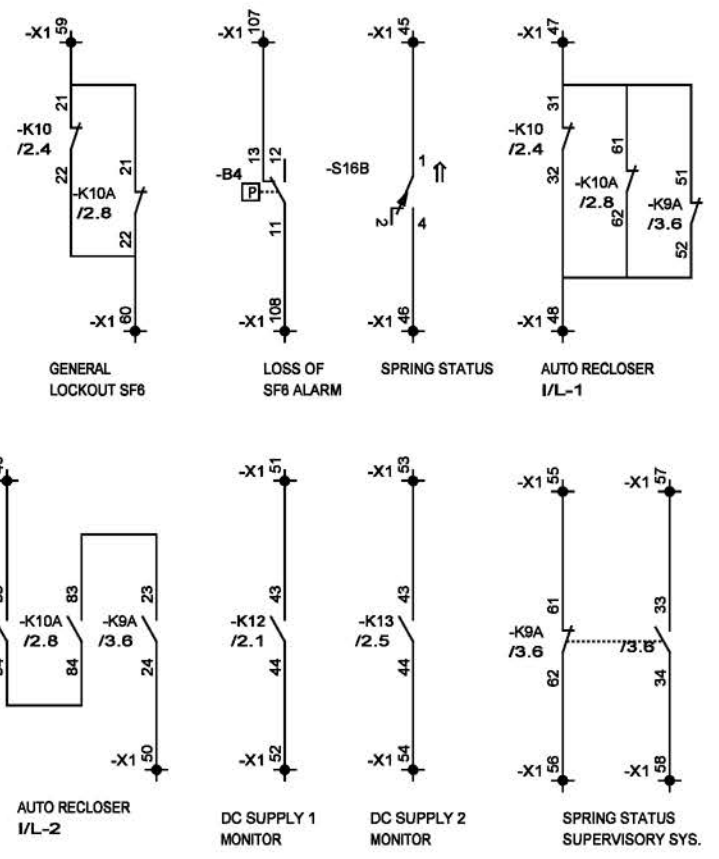 -X1 59
21
-K10
/2.4
22
21
-K10A
/2.8
22
-X1 60
GENERAL
LOCKOUT SF6
-X1 107
13
12
-B4
P
11
-X1 108
LOSS OF
SF6 ALARM
-X1 45
-S16B
1
⇑
2
4
-X1 46
SPRING STATUS
-X1 47
31
-K10
/2.4
32
61
-K10A
/2.8
62
51
-K9A
/3.6
52
-X1 48
AUTO RECLOSER
I/L-1
83
-K10A
/2.8
84
23
-K9A
/3.6
24
-X1 50
AUTO RECLOSER
I/L-2
-X1 51
43
-K12
/2.1
44
-X1 52
DC SUPPLY 1
MONITOR
-X1 53
43
-K13
/2.5
44
-X1 54
DC SUPPLY 2
MONITOR
-X1 55
61
-K9A
/3.6
62
-X1 56
-X1 57
33
/3.6
34
-X1 58
SPRING STATUS
SUPERVISORY SYS.